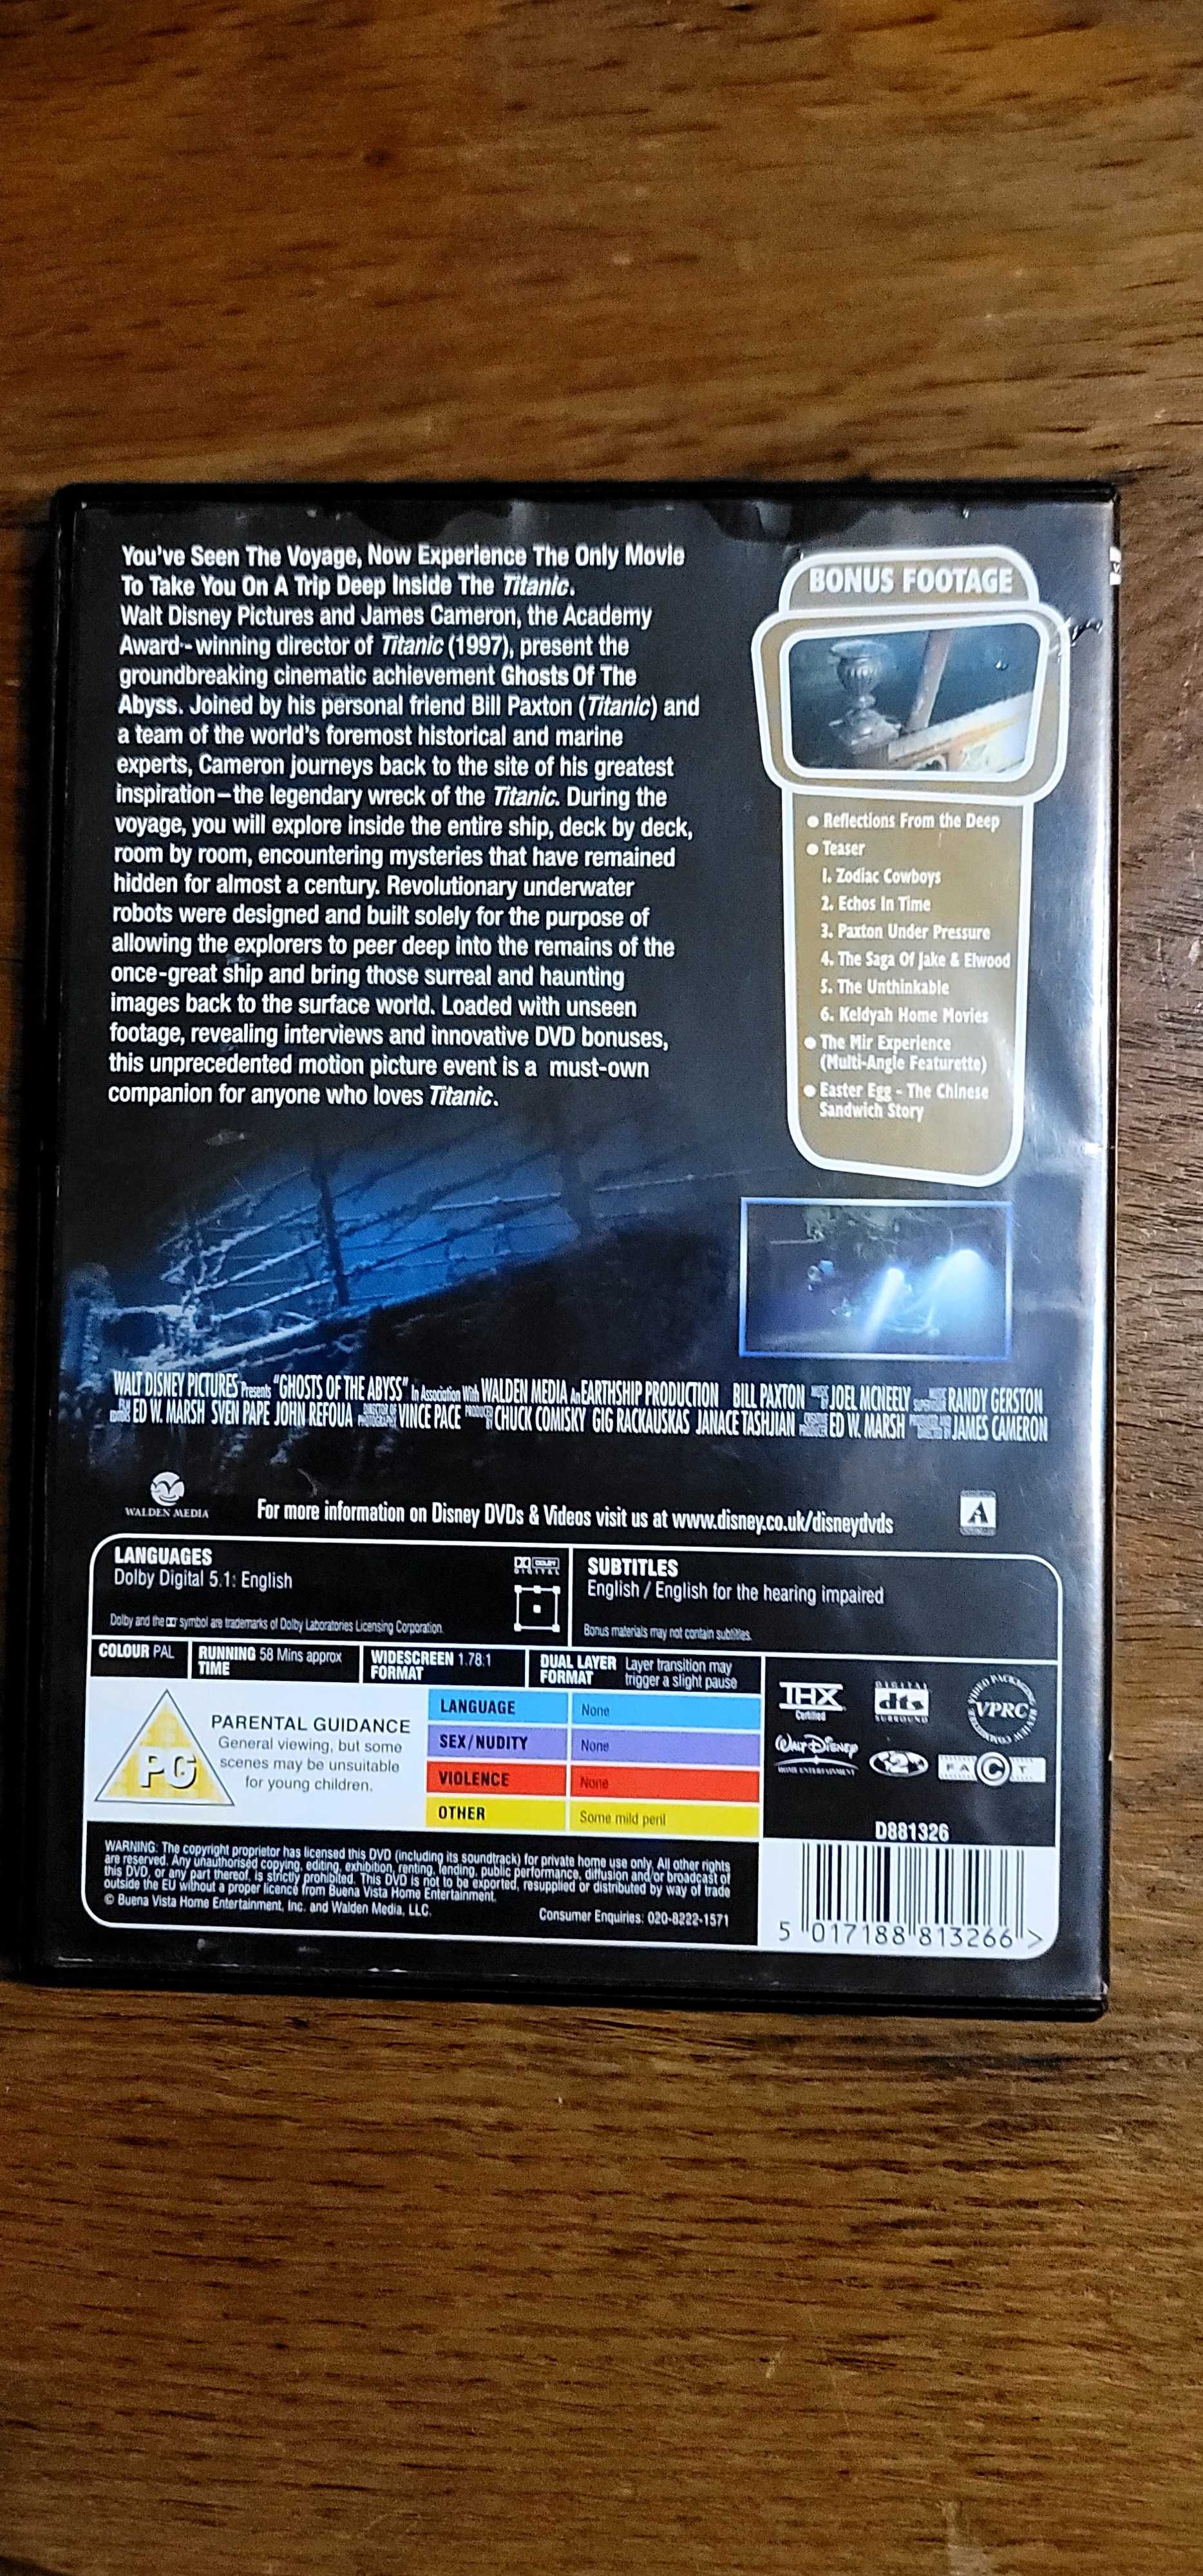 You've Seen The Voyage, Now Experience The Only Movie
To Take You On A Trip Deep Inside The Titanic.
Walt Disney Pictures and James Cameron, the Academy
Award--winning director of Titanic (1997), present the
groundbreaking cinematic achievement Ghosts Of The
Abyss. Joined by his personal friend Bill Paxton (Titanic) and
a team of the world's foremost historical and marine
experts, Cameron journeys back to the site of his greatest
inspiration–the legendary wreck of the Titanic. During the
voyage, you will explore inside the entire ship, deck by deck,
room by room, encountering mysteries that have remained
hidden for almost a century. Revolutionary underwater
robots were designed and built solely for the purpose of
allowing the explorers to peer deep into the remains of the
once-great ship and bring those surreal and haunting
images back to the surface world. Loaded with unseen
footage, revealing interviews and innovative DVD bonuses,
this unprecedented motion picture event is a must-own
companion for anyone who loves Titanic.
BONUS FOOTAGE
● Reflections From the Deep
● Teaser
1. Zodiac Cowboys
2. Echos In Time
3. Paxton Under Pressure
4. The Saga Of Jake & Elwood
5. The Unthinkable
6. Keldyah Home Movies
● The Mir Experience
(Multi-Angle Featurette)
● Easter Egg - The Chinese
Sandwich Story
WALT DISNEY PICTURES Presents "GHOSTS OF THE ABYSS" In Association With WALDEN MEDIA An EARTHSHIP PRODUCTION BILL PAXTON JOEL MCNEELY RANDY GERSTON
ED W. MARSH SVEN PAPE JOHN REFOUA DIRECTOR OF PHOTOGRAPHY VINCE PACE CHUCK COMISKY GIG RACKAUSKAS JANACE TASHJIAN ED W. MARSH JAMES CAMERON
WALDEN MEDIA
For more information on Disney DVDs & Videos visit us at www.disney.co.uk/disneydvds
A
LANGUAGES
Dolby Digital 5.1: English
Dolby and the symbol are trademarks of Dolby Laboratories Licensing Corporation.
DOLBY
DIGITAL
SUBTITLES
English / English for the hearing impaired
Bonus materials may not contain subtitles.
COLOUR PAL
RUNNING 58 Mins approx
TIME
WIDESCREEN 1.78:1
FORMAT
DUAL LAYER Layer transition may
FORMAT trigger a slight pause
PG
PARENTAL GUIDANCE
General viewing, but some
scenes may be unsuitable
for young children.
LANGUAGE None
SEX/NUDITY None
VIOLENCE None
OTHER Some mild peril
THX
Certified
DIGITAL
dts
SURROUND
VPRC
WALT DISNEY
HOME ENTERTAINMENT
2
FACT
D881326
WARNING: The copyright proprietor has licensed this DVD (including its soundtrack) for private home use only. All other rights
are reserved. Any unauthorised copying, editing, exhibition, renting, lending, public performance, diffusion and/or broadcast of
this DVD, or any part thereof, is strictly prohibited. This DVD is not to be exported, resupplied or distributed by way of trade
outside the EU without a proper licence from Buena Vista Home Entertainment.
© Buena Vista Home Entertainment, Inc. and Walden Media, LLC.
Consumer Enquiries: 020-8222-1571
5 017188 813266 >